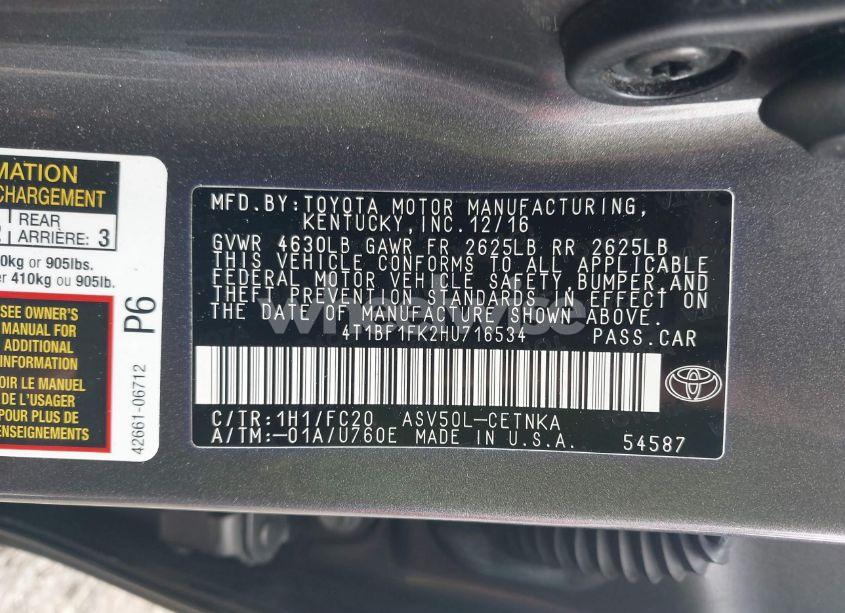 MATION
CHARGEMENT
REAR
ARRIÈRE: 3
0kg or 905lbs.
er 410kg ou 905lb.
SEE OWNER'S
MANUAL FOR
ADDITIONAL
INFORMATION
VOIR LE MANUEL
DE L'USAGER
POUR PLUS DE
RENSEIGNEMENTS
P6
42661-06712
MFD.BY:TOYOTA MOTOR MANUFACTURING,
KENTUCKY, INC. 12/16
GVWR 4630LB GAWR FR 2625LB RR 2625LB
THIS VEHICLE CONFORMS TO ALL APPLICABLE
FEDERAL MOTOR VEHICLE SAFETY,BUMPER,AND
THEFT PREVENTION STANDARDS IN EFFECT ON
THE DATE OF MANUFACTURE SHOWN ABOVE.
4T1BF1FK2HU716534 PASS.CAR
C/TR:1H1/FC20 ASV50L-CETNKA
A/TM:-01A/U760E MADE IN U.S.A. 54587